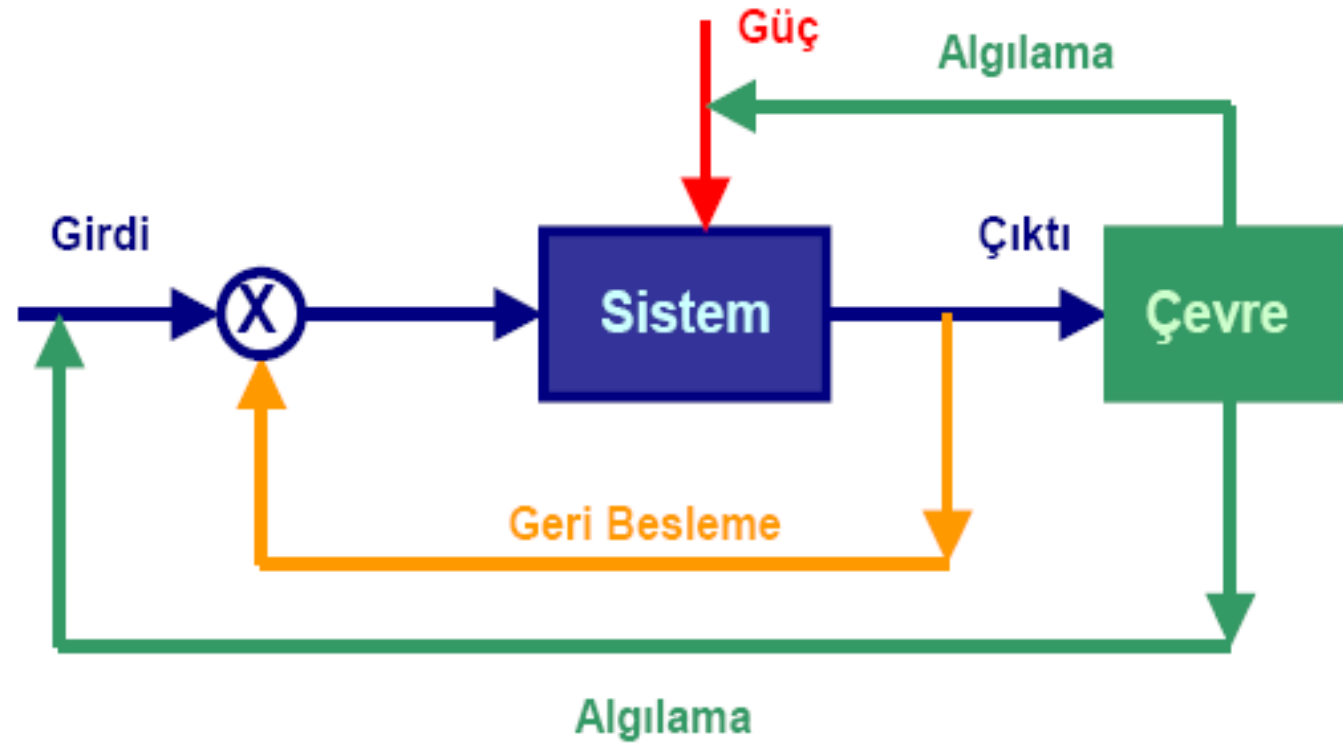 Güç
Algılama
Girdi
X
Sistem
Çıktı
Çevre
Geri Besleme
Algılama